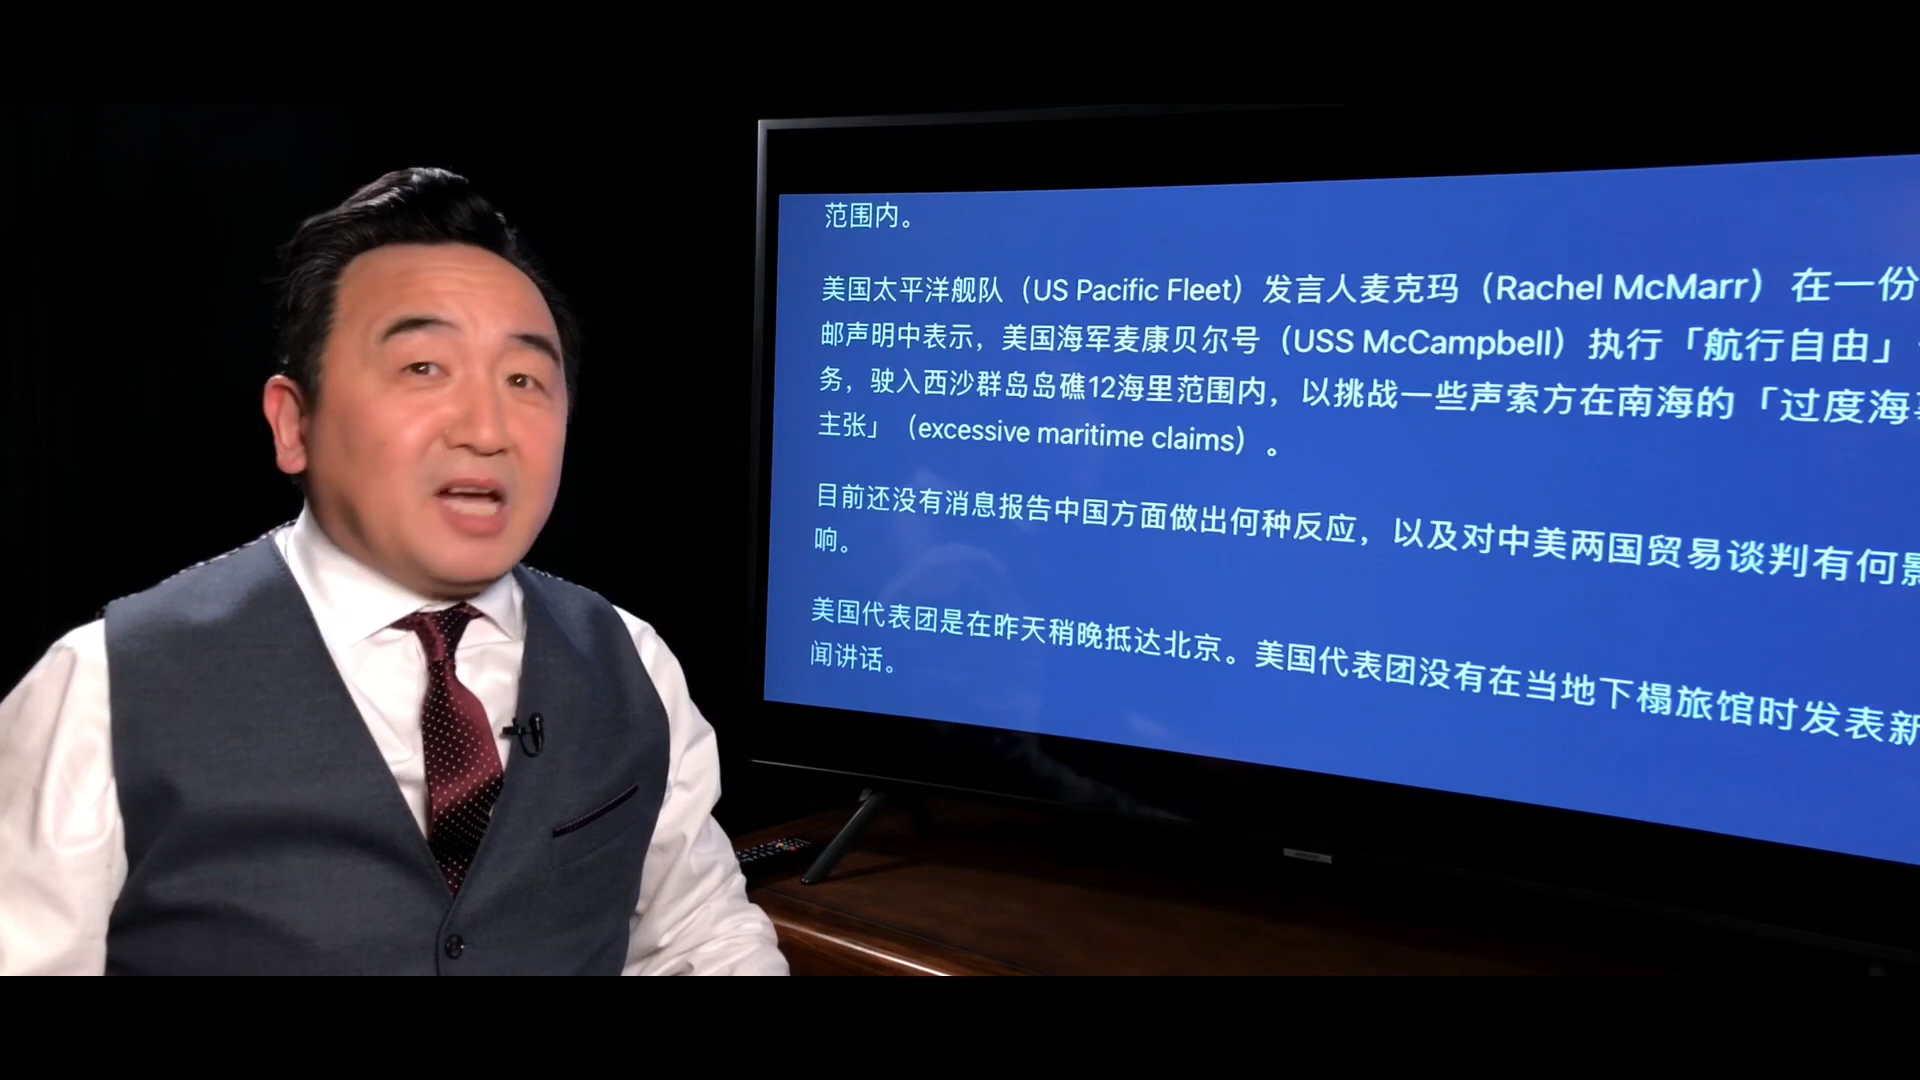 范围内。
美国太平洋舰队（US Pacific Fleet）发言人麦克玛（Rachel McMarr）在一份
邮声明中表示，美国海军麦康贝尔号（USS McCampbell）执行「航行自由」
务，驶入西沙群岛岛礁12海里范围内，以挑战一些声索方在南海的「过度海
主张」（excessive maritime claims）。
目前还没有消息报告中国方面做出何种反应，以及对中美两国贸易谈判有何影
响。
美国代表团是在昨天稍晚抵达北京。美国代表团没有在当地下榻旅馆时发表新
闻讲话。